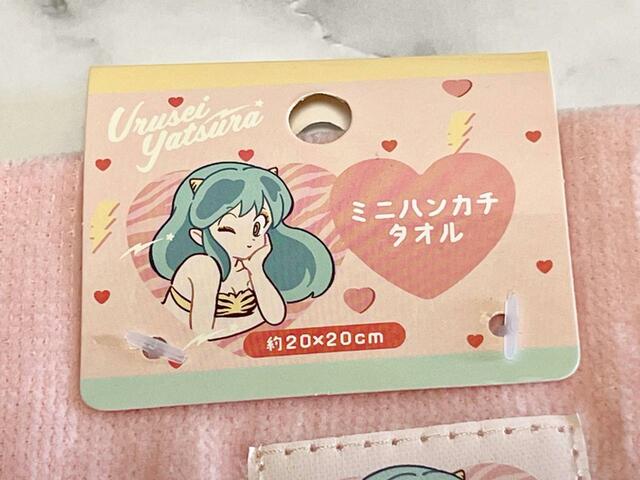 Urusei
Yatsura
ミニハンカチ
タオル
約20×20cm